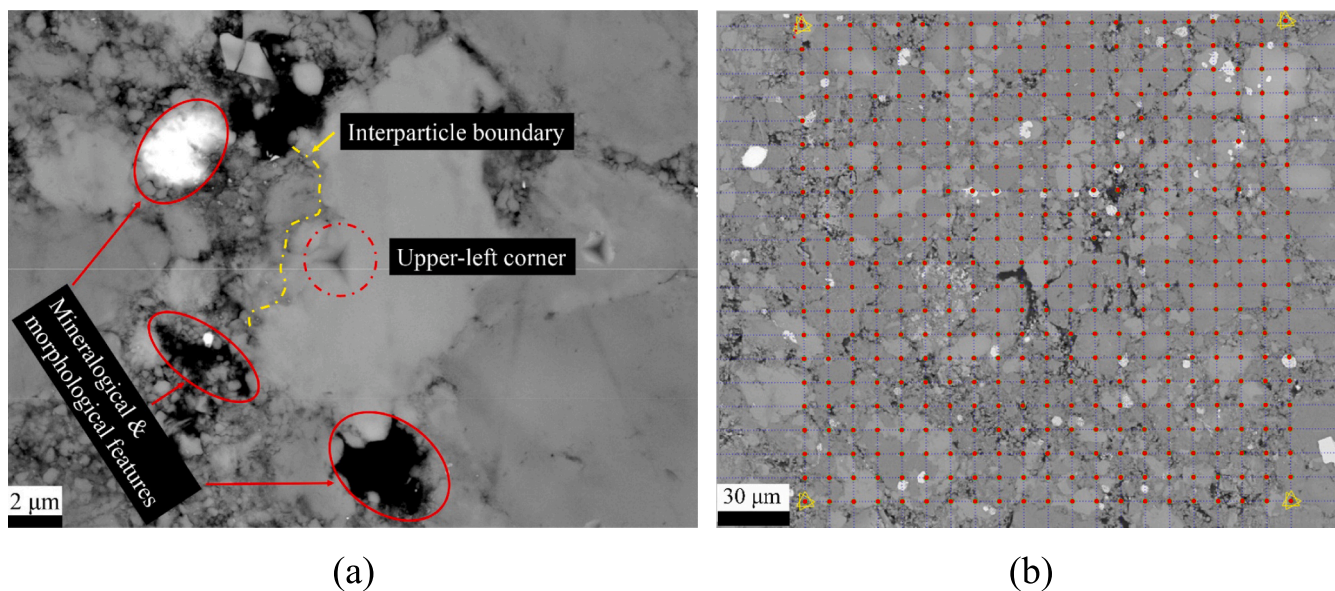 Interparticle boundary
Upper-left corner
Mineralogical &
morphological features
2 μm
30 μm
(a)
(b)